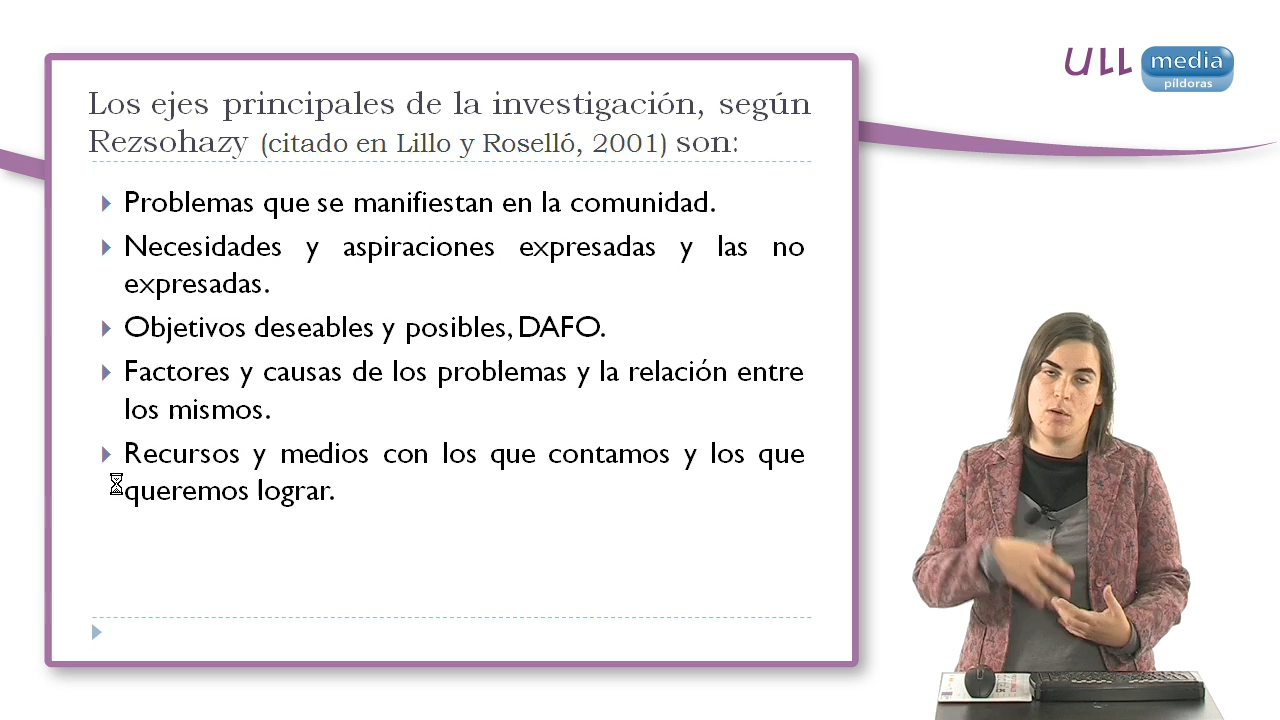 Los ejes principales de la investigación, según
Rezsohazy (citado en Lillo y Roselló, 2001) son:
Problemas que se manifiestan en la comunidad.
Necesidades y aspiraciones expresadas y las no
expresadas.
Objetivos deseables y posibles, DAFO.
Factores y causas de los problemas y la relación entre
los mismos.
Recursos y medios con los que contamos y los que
queremos lograr.
ULL media
píldoras